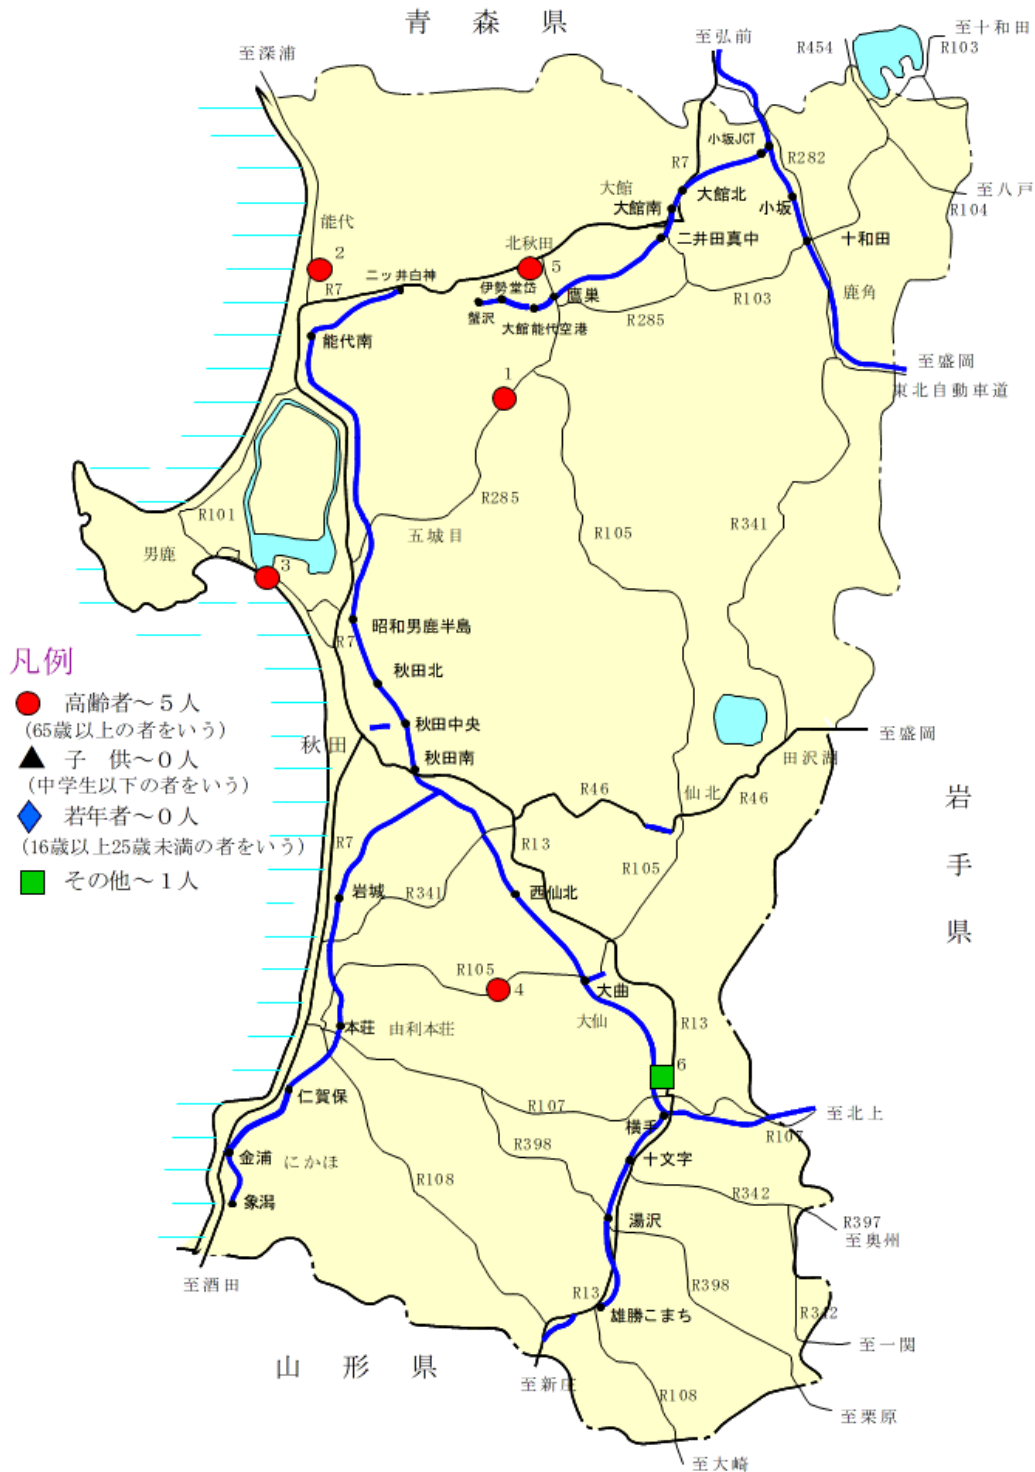 青森県
至弘前
至十和田
R454
R103
至深浦
小坂JCT
R7
R282
大館
大館北
至八戸
大館南
小坂
R104
能代
北秋田
二井田真中
十和田
2
5
二ッ井白神
R7
伊勢堂岱
鷹巣
鹿角
R103
蟹沢
大館能代空港
R285
能代南
至盛岡
1
東北自動車道
R285
R101
R341
五城目
R105
男鹿
3
昭和男鹿半島
R7
凡例
秋田北
高齢者～5人
(65歳以上の者をいう)
秋田中央
秋田
至盛岡
子 供～0人
秋田南
田沢湖
(中学生以下の者をいう)
R46
仙北
R46
岩手県
若年者～0人
(16歳以上25歳未満の者をいう)
R7
R13
R105
その他～1人
岩城
R341
西仙北
R105
4
大曲
大仙
R13
本荘
由利本荘
6
仁賀保
R107
横手
至北上
R107
R398
金浦
にかほ
十文字
R108
R342
象潟
湯沢
R397
至奥州
至酒田
R13
R398
雄勝こまち
R342
至一関
山形県
至新庄
R108
至栗原
至大崎